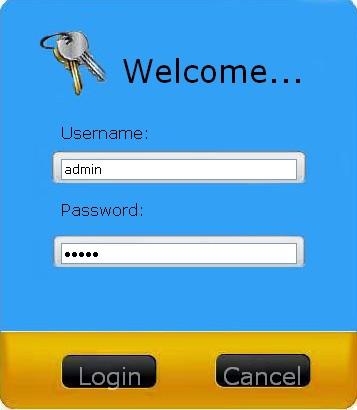 Welcome...
Username:
admin
Password:
•••••
Login Cancel